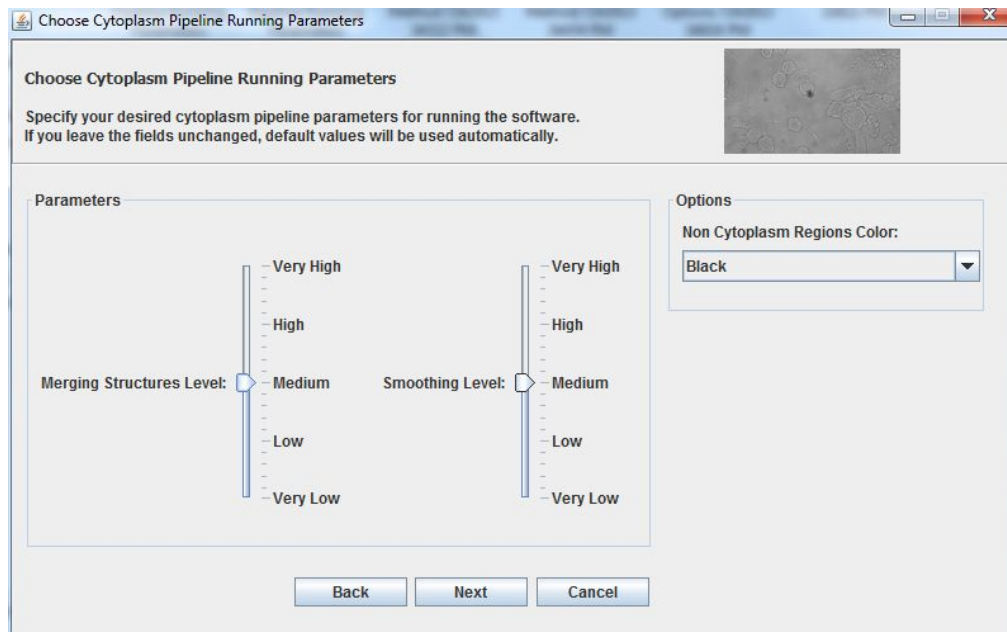 Choose Cytoplasm Pipeline Running Parameters
Choose Cytoplasm Pipeline Running Parameters
Specify your desired cytoplasm pipeline parameters for running the software.
If you leave the fields unchanged, default values will be used automatically.
Parameters
Merging Structures Level:
Very High
High
Medium
Low
Very Low
Smoothing Level:
Very High
High
Medium
Low
Very Low
Options
Non Cytoplasm Regions Color:
Black
Back
Next
Cancel